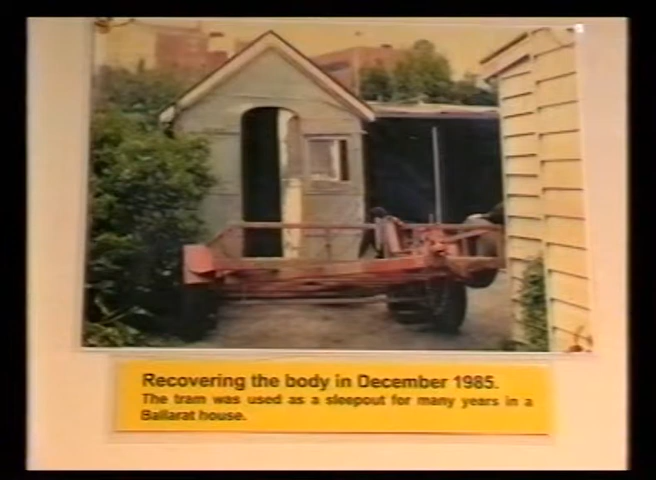 Recovering the body in December 1985.
The tram was used as a sleepout for many years in a
Ballarat house.